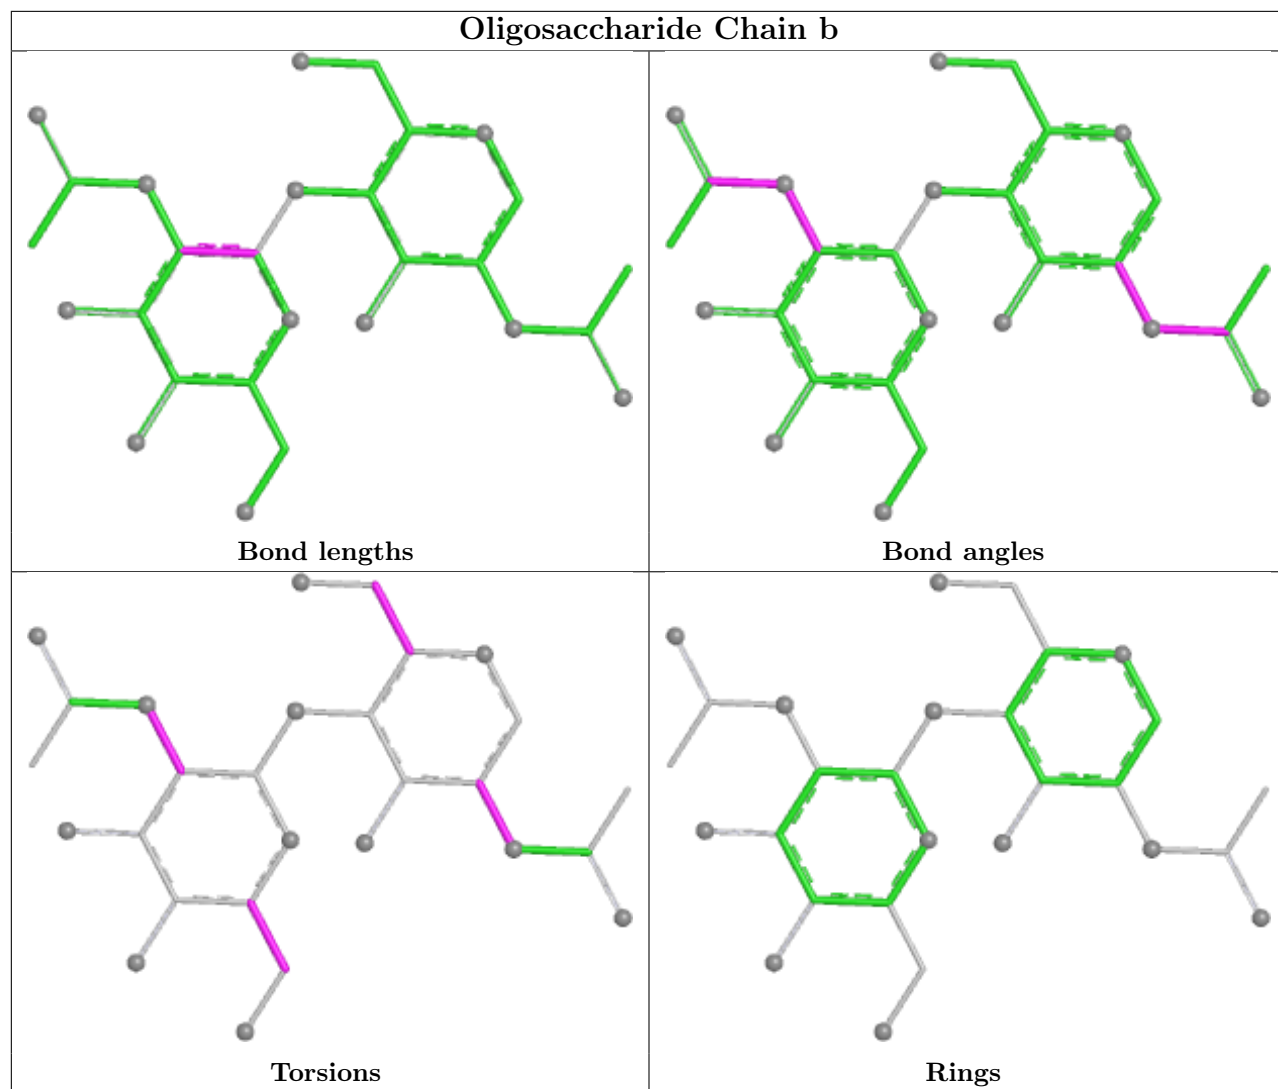 Oligosaccharide Chain b
Bond lengths
Bond angles
Torsions
Rings